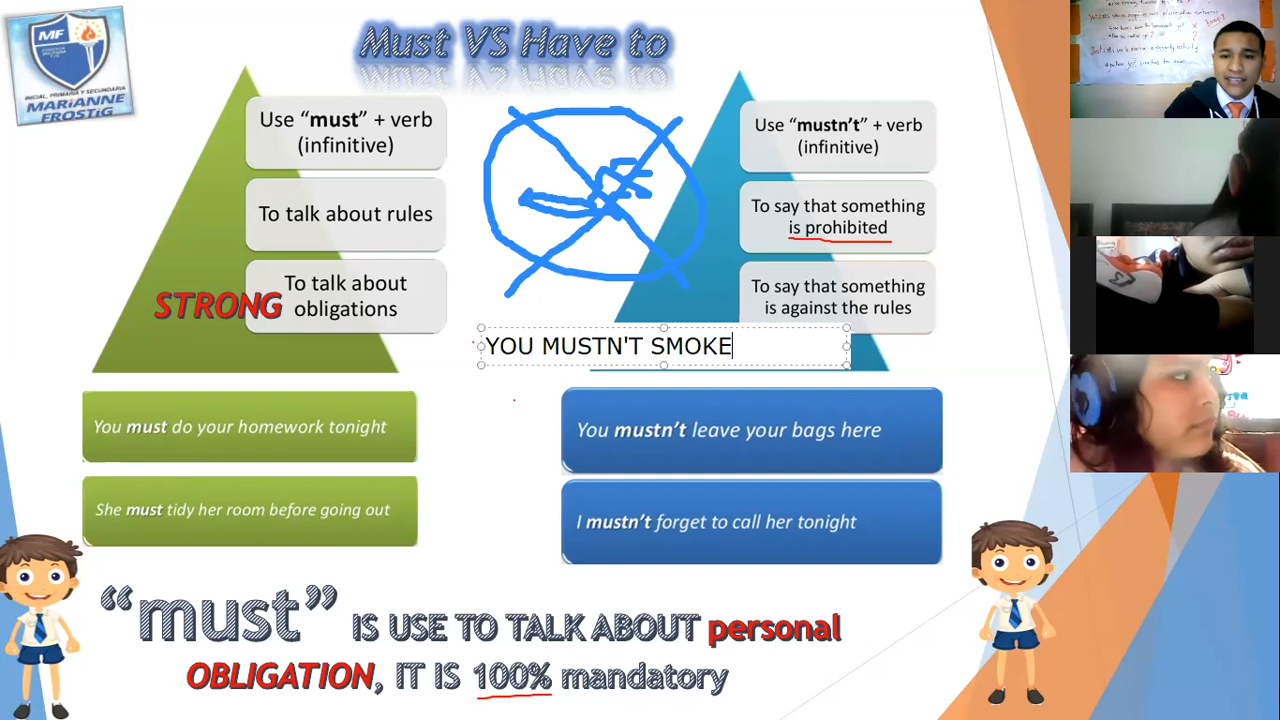 Must VS Have to
MF
INICIAL, PRIMARIA Y SECUNDARIA
MARIANNE
FROSTIG
Use “must” + verb
(infinitive)
To talk about rules
To talk about
obligations
STRONG
Use “mustn’t” + verb
(infinitive)
To say that something
is prohibited
To say that something
is against the rules
YOU MUSTN'T SMOKE
You must do your homework tonight
She must tidy her room before going out
You mustn’t leave your bags here
I mustn’t forget to call her tonight
“must” IS USE TO TALK ABOUT personal
OBLIGATION, IT IS 100% mandatory